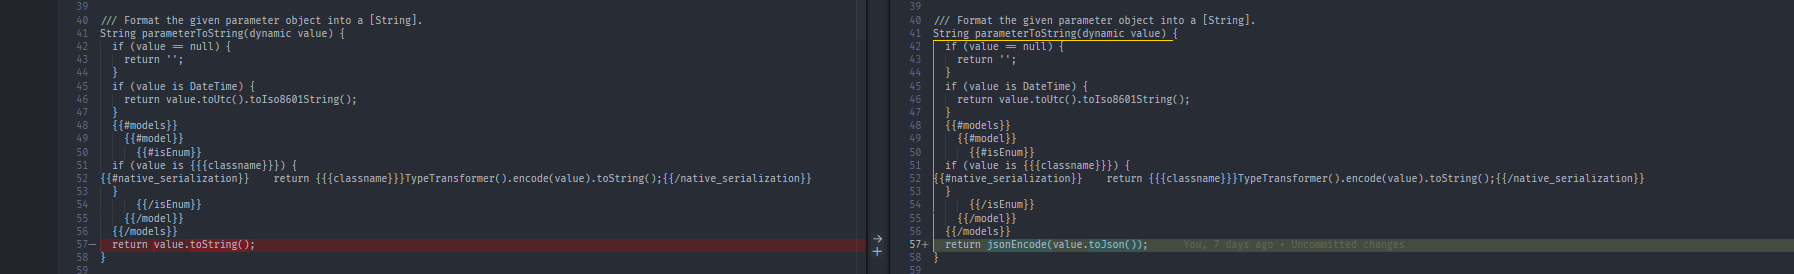 39
40 /// Format the given parameter object into a [String].
41 String parameterToString(dynamic value) {
42 if (value == null) {
43 return '';
44 }
45 if (value is DateTime) {
46 return value.toUtc().toIso8601String();
47 }
48 {{#models}}
49 {{#model}}
50 {{#isEnum}}
51 if (value is {{{classname}}}) {
52 {{#native_serialization}} return {{{classname}}}TypeTransformer().encode(value).toString();{{/native_serialization}}
53 }
54 {{/isEnum}}
55 {{/model}}
56 {{/models}}
57− return value.toString();
58 }
59
39
40 /// Format the given parameter object into a [String].
41 String parameterToString(dynamic value) {
42 if (value == null) {
43 return '';
44 }
45 if (value is DateTime) {
46 return value.toUtc().toIso8601String();
47 }
48 {{#models}}
49 {{#model}}
50 {{#isEnum}}
51 if (value is {{{classname}}}) {
52 {{#native_serialization}} return {{{classname}}}TypeTransformer().encode(value).toString();{{/native_serialization}}
53 }
54 {{/isEnum}}
55 {{/model}}
56 {{/models}}
57+ return jsonEncode(value.toJson()); You, 7 days ago • Uncommitted changes
58 }
59